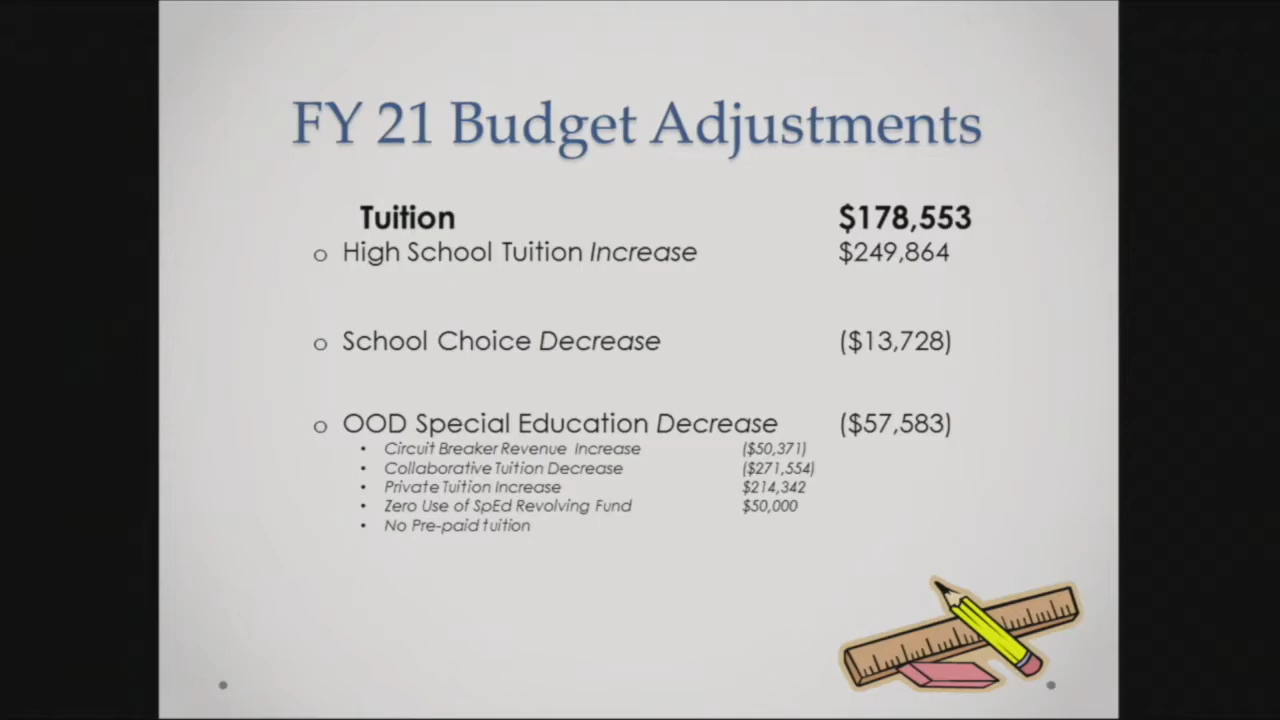 FY 21 Budget Adjustments
Tuition $178,553
o High School Tuition Increase $249,864
o School Choice Decrease ($13,728)
o OOD Special Education Decrease ($57,583)
• Circuit Breaker Revenue Increase ($50,371)
• Collaborative Tuition Decrease ($271,554)
• Private Tuition Increase $214,342
• Zero Use of SpEd Revolving Fund $50,000
• No Pre-paid tuition